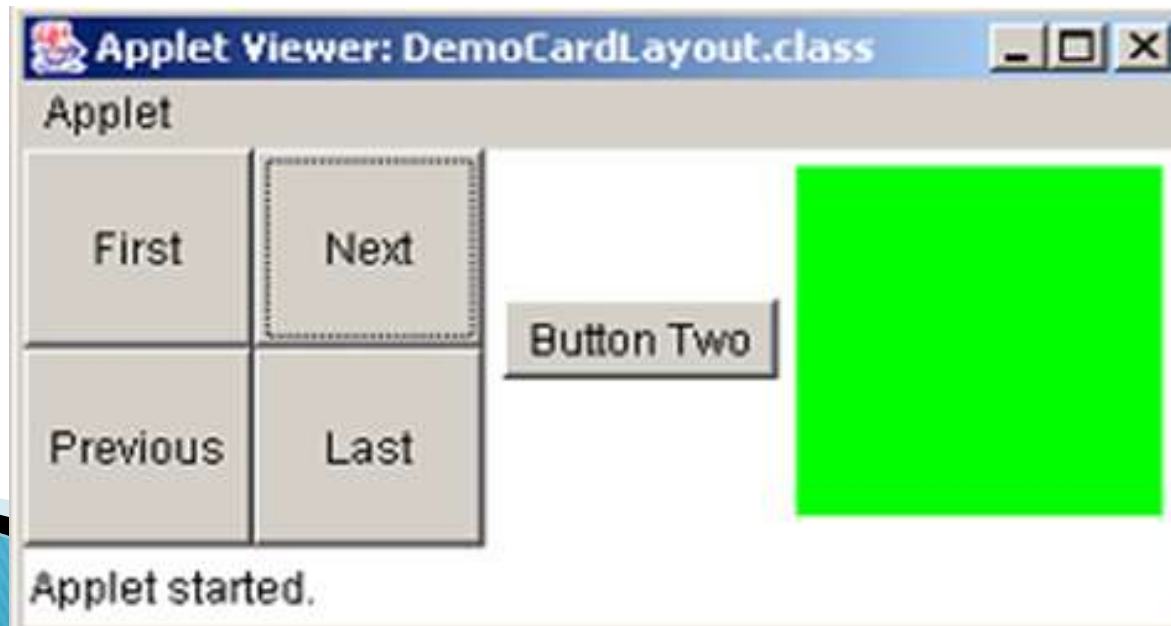 Applet Viewer: DemoCardLayout.class
Applet
First Next
Button Two
Previous Last
Applet started.